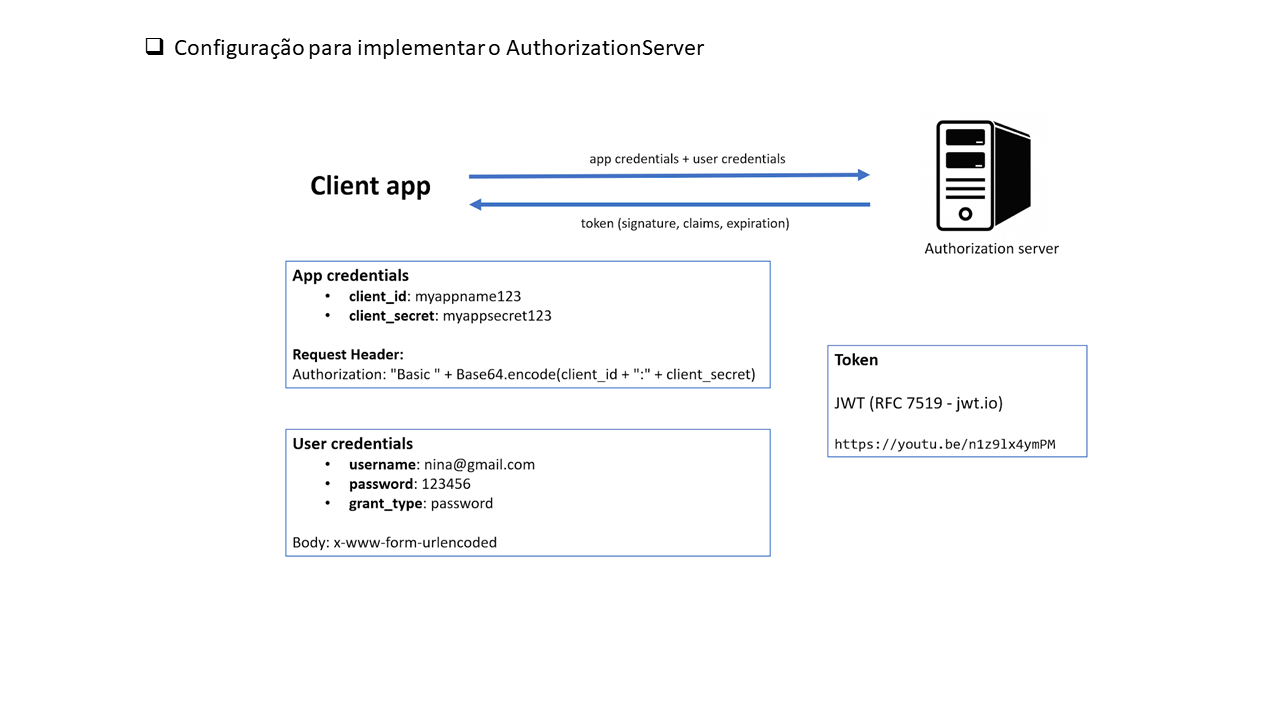 Configuração para implementar o AuthorizationServer
app credentials + user credentials
Client app
token (signature, claims, expiration)
Authorization server
App credentials
• client_id: myappname123
• client_secret: myappsecret123
Request Header:
Authorization: "Basic " + Base64.encode(client_id + ":" + client_secret)
Token
JWT (RFC 7519 - jwt.io)
https://youtu.be/n1z9lx4ymPM
User credentials
• username: nina@gmail.com
• password: 123456
• grant_type: password
Body: x-www-form-urlencoded